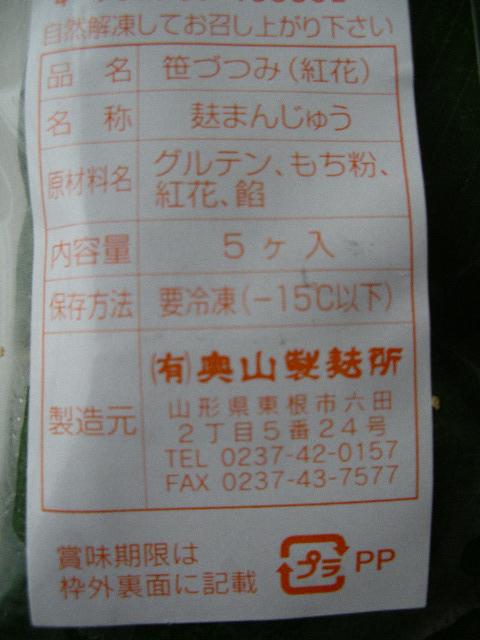 自然解凍してお召し上がり下さい
品名 笹づつみ(紅花)
名称 麸まんじゅう
原材料名 グルテン、もち粉、
紅花、餡
内容量 5ヶ入
保存方法 要冷凍(-15℃以下)
製造元 (有)奥山製麸所
山形県東根市六田
2丁目5番24号
TEL 0237-42-0157
FAX 0237-43-7577
賞味期限は
枠外裏面に記載
プラ PP